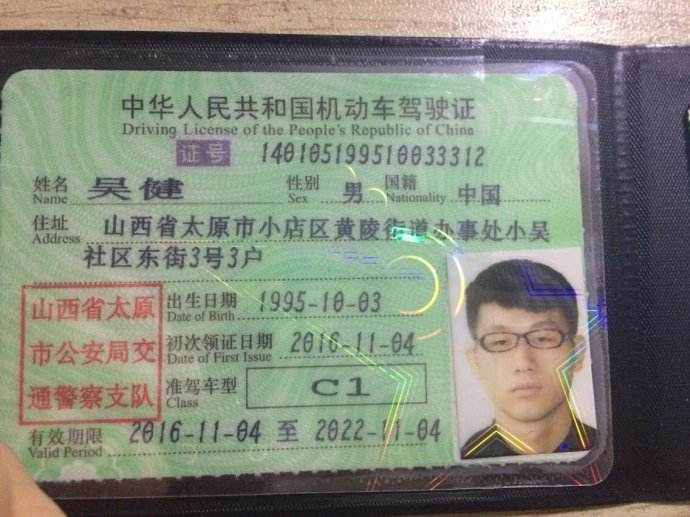 中华人民共和国机动车驾驶证
Driving License of the People's Republic of China
证号 140105199510033312
姓名 吴健 性别 男 国籍 中国
Name Sex Nationality
住址 山西省太原市小店区黄陵街道办事处小吴
Address
社区东街3号3户
山西省太原
市公安局交
通警察支队
出生日期 1995-10-03
Date of Birth
初次领证日期 2016-11-04
Date of First Issue
准驾车型 C1
Class
有效期限 2016-11-04 至 2022-11-04
Valid Period